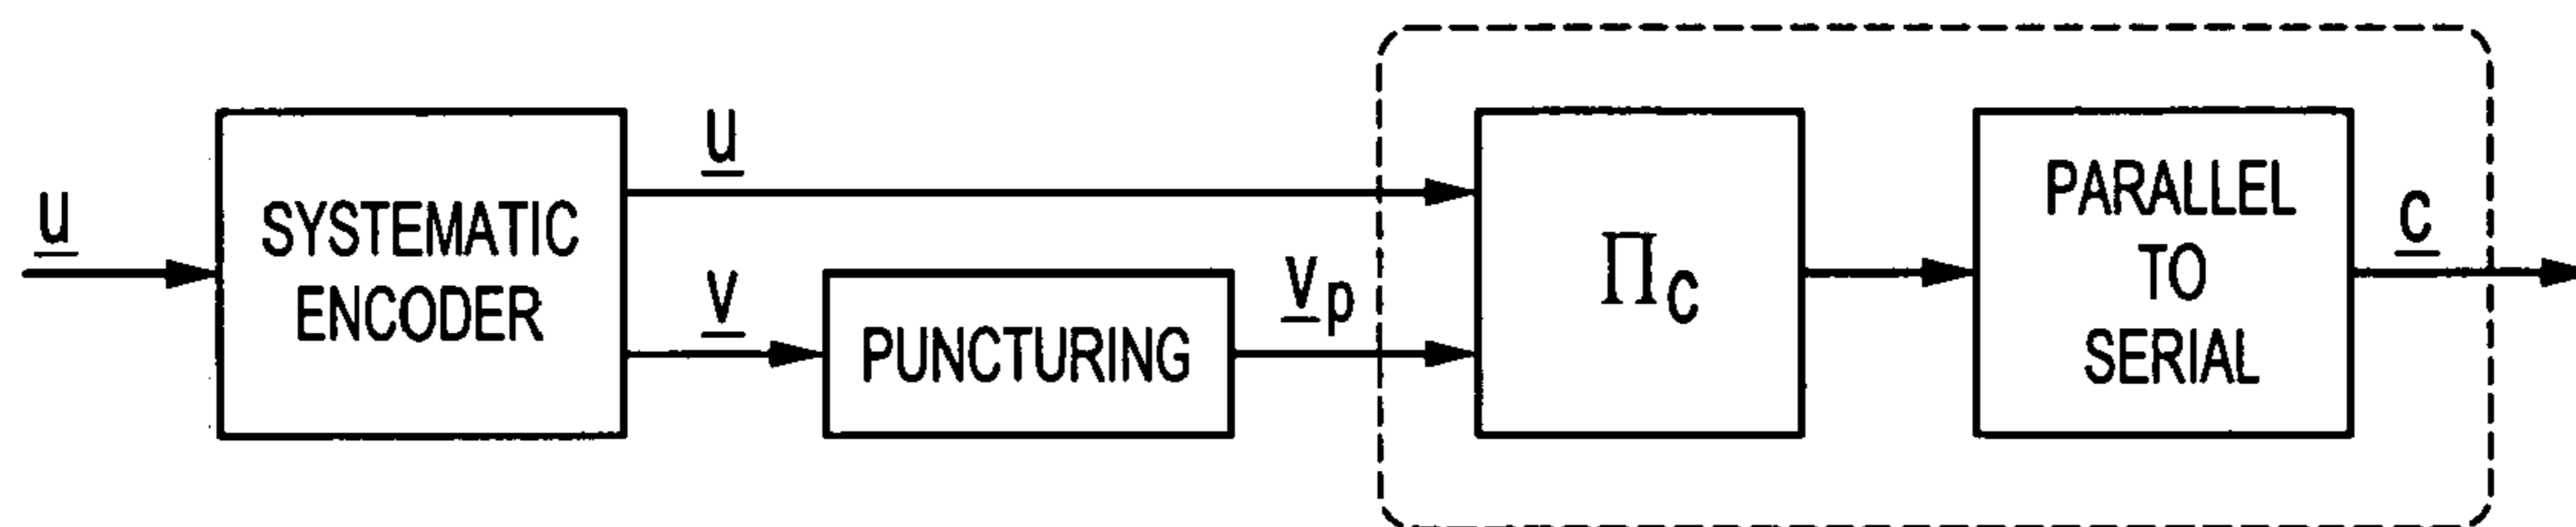 u
SYSTEMATIC
ENCODER
u
v
PUNCTURING
vp
Πc
PARALLEL
TO
SERIAL
c